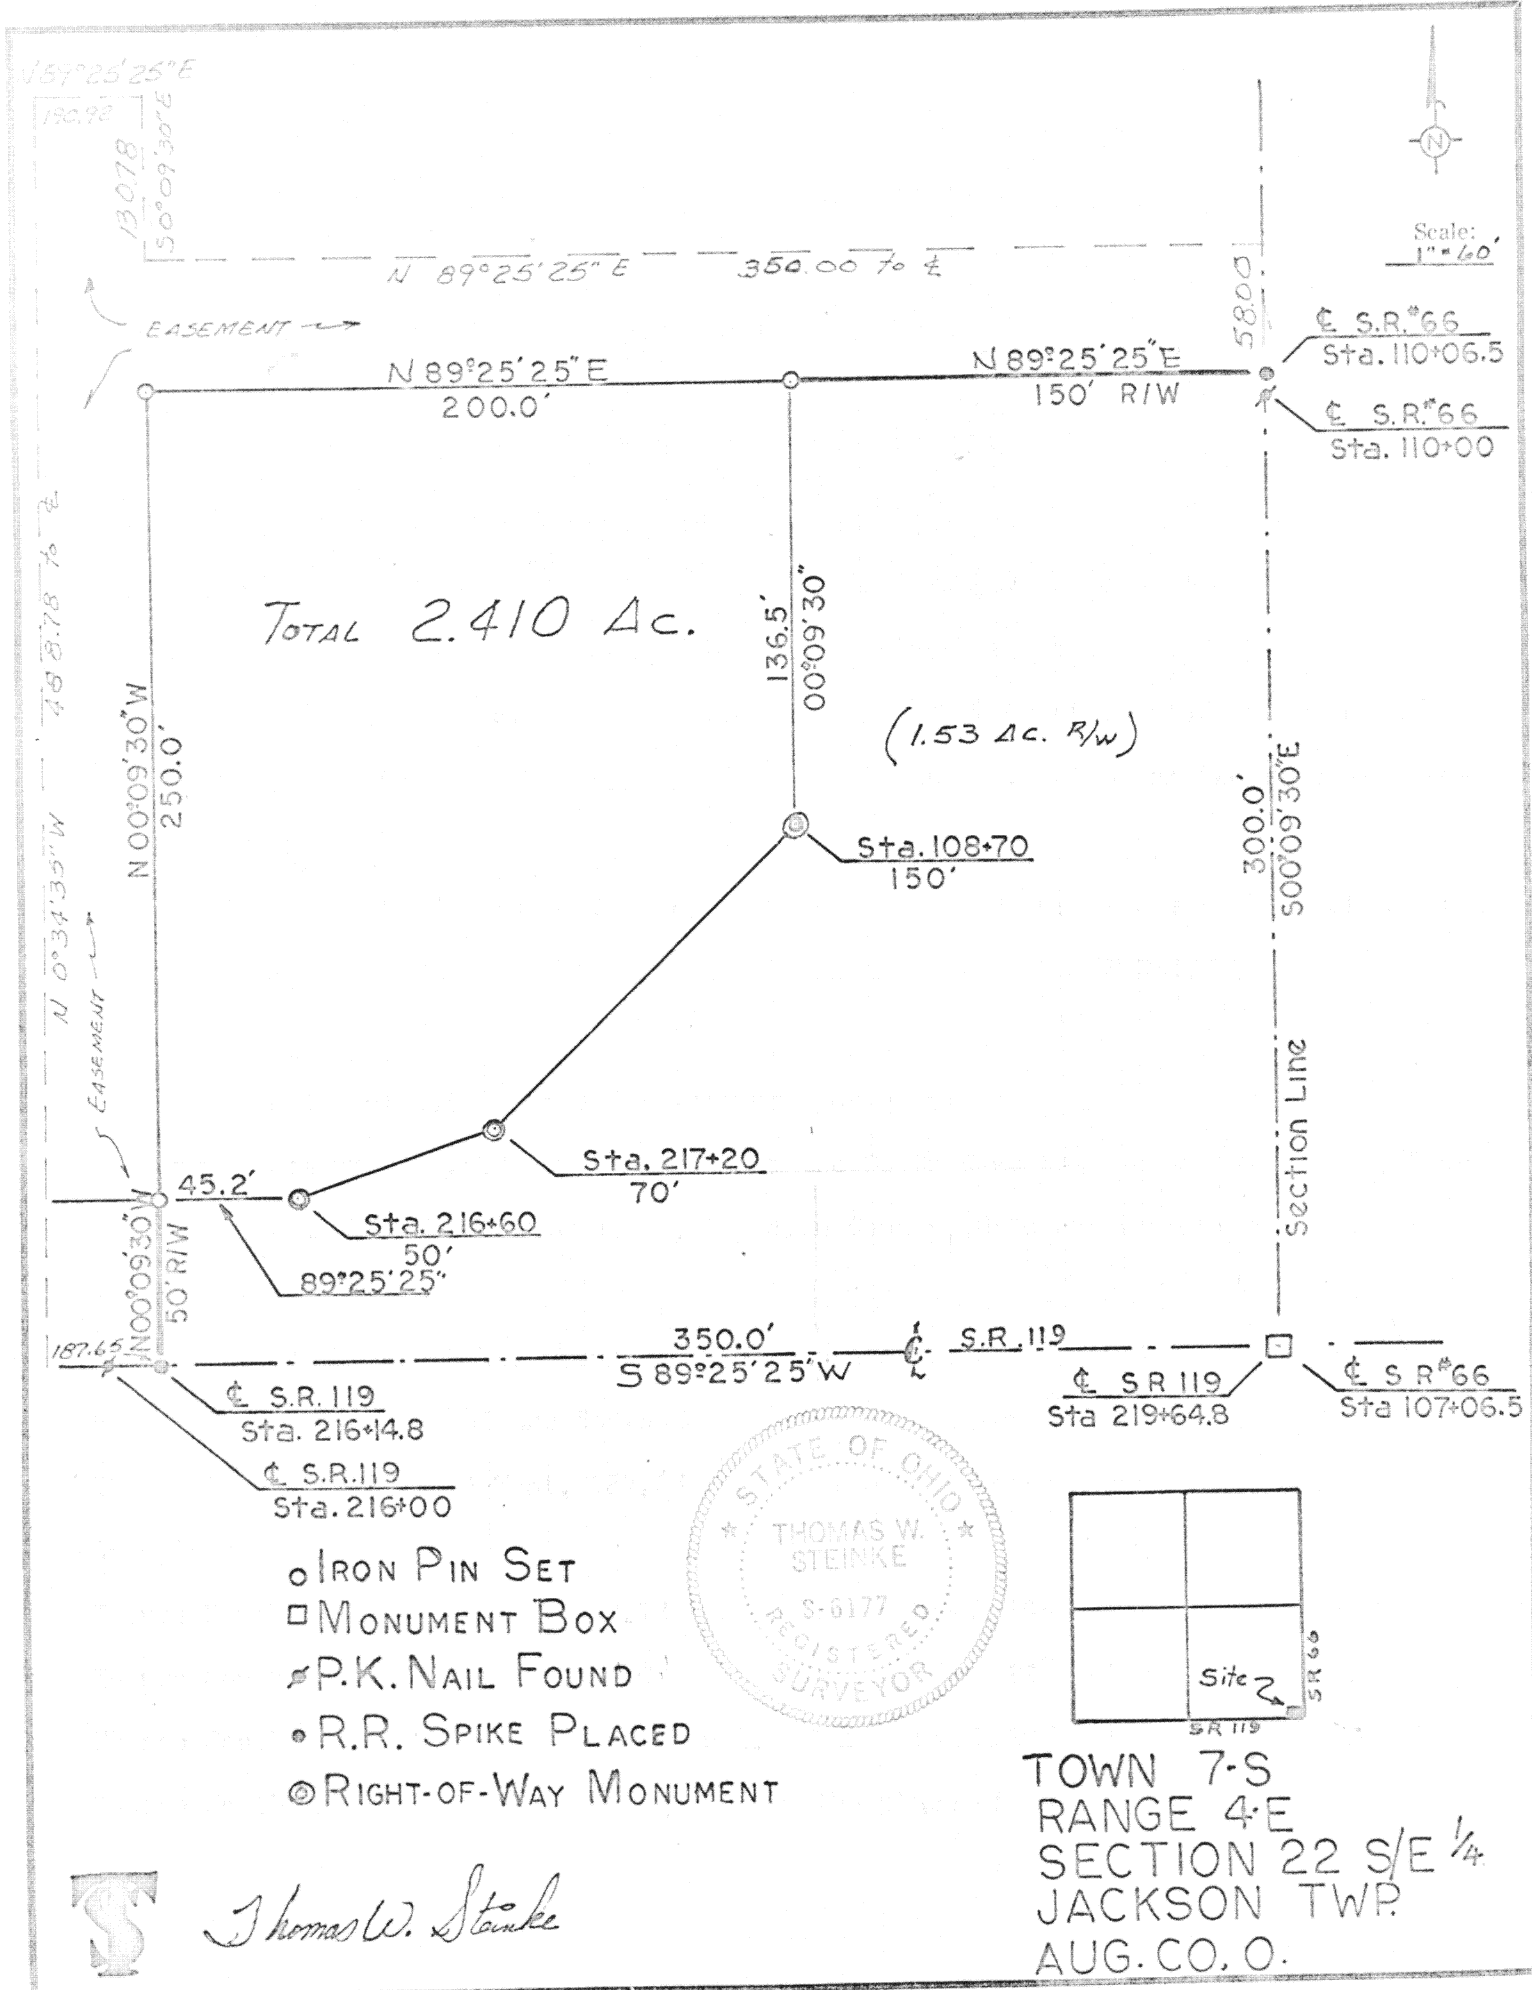 N 89°25'25" E
190.92
130.78
S 0°09'30" E
N 89°25'25" E
350.00 to ℄
EASEMENT
58.00
Scale:
1" = 60'
℄ S.R.#66
Sta. 110+06.5
℄ S.R.#66
Sta. 110+00
N 89°25'25"E
200.0'
N 89°25'25"E
150' R/W
TOTAL 2.410 Ac.
136.5'
00°09'30"
(1.53 Ac. R/W)
N 00°09'30"W
250.0'
N 0°34'35" W 488.78 to ℄
EASEMENT
300.0'
S00°09'30"E
Section Line
Sta. 108+70
150'
Sta. 217+20
70'
45.2'
Sta. 216+60
50'
89°25'25"
N00°09'30"W
50' R/W
187.65
350.0'
S 89°25'25"W
℄ S.R. 119
℄ S.R. 119
Sta. 216+14.8
℄ S.R.119
Sta. 216+00
℄ S R 119
Sta 219+64.8
℄ S R#66
Sta 107+06.5
STATE OF OHIO
THOMAS W.
STEINKE
S-6177
REGISTERED
SURVEYOR
IRON PIN SET
MONUMENT BOX
P.K. NAIL FOUND
R.R. SPIKE PLACED
RIGHT-OF-WAY MONUMENT
Site
SR 66
SR 119
TOWN 7-S
RANGE 4-E
SECTION 22 S/E 1/4
JACKSON TWP.
AUG. CO, O.
TS
Thomas W. Steinke